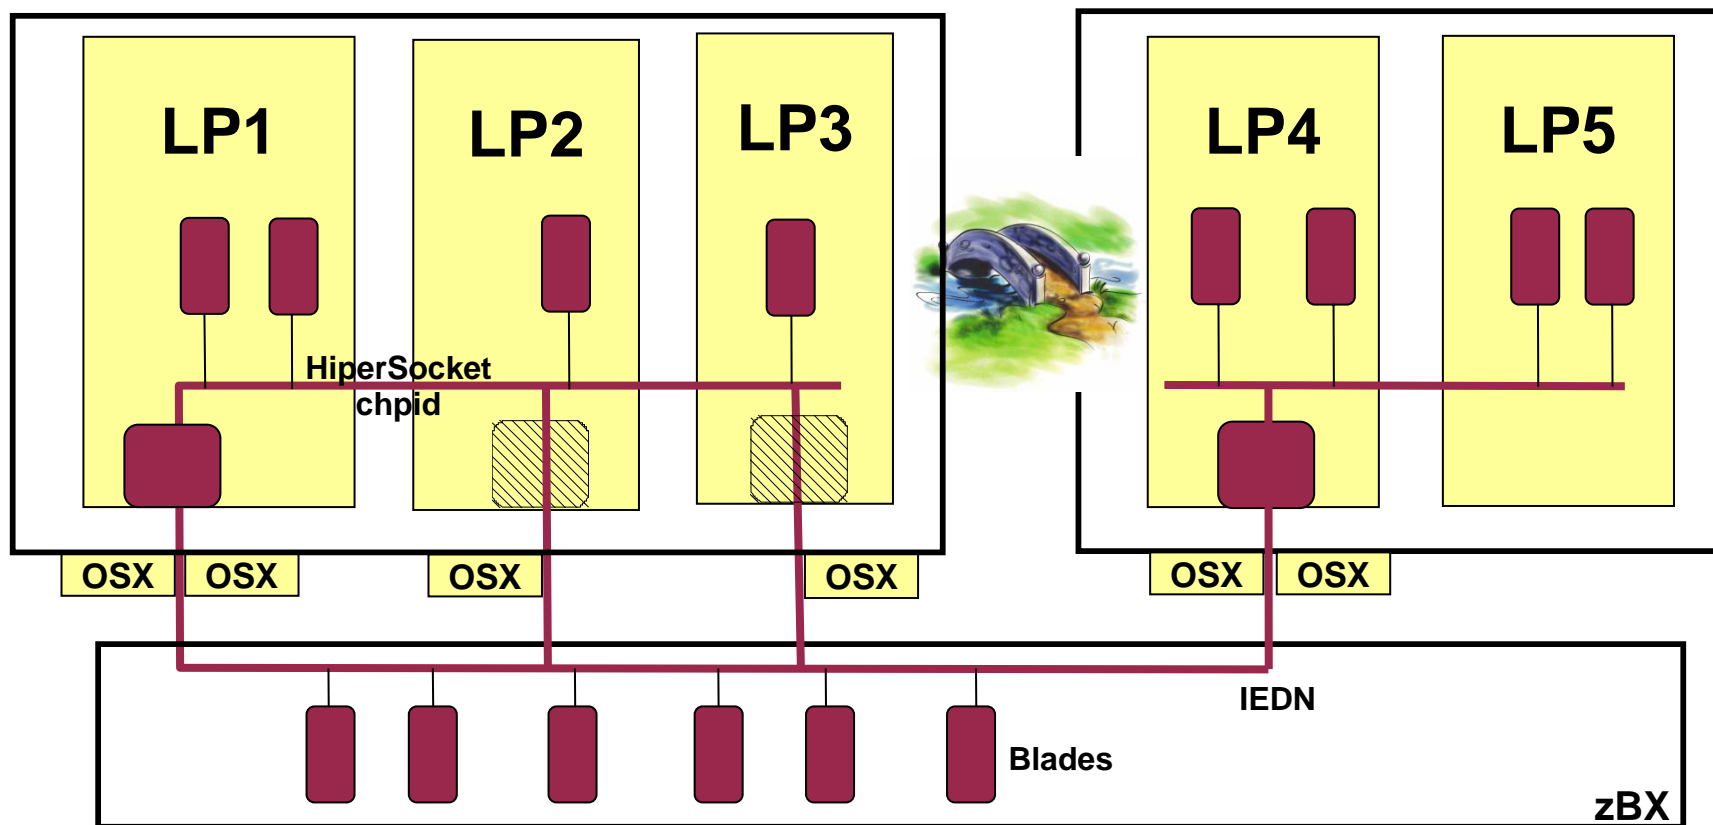 LP1
LP2
LP3
LP4
LP5
HiperSocket
chpid
OSX
OSX
OSX
OSX
OSX
OSX
IEDN
Blades
zBX